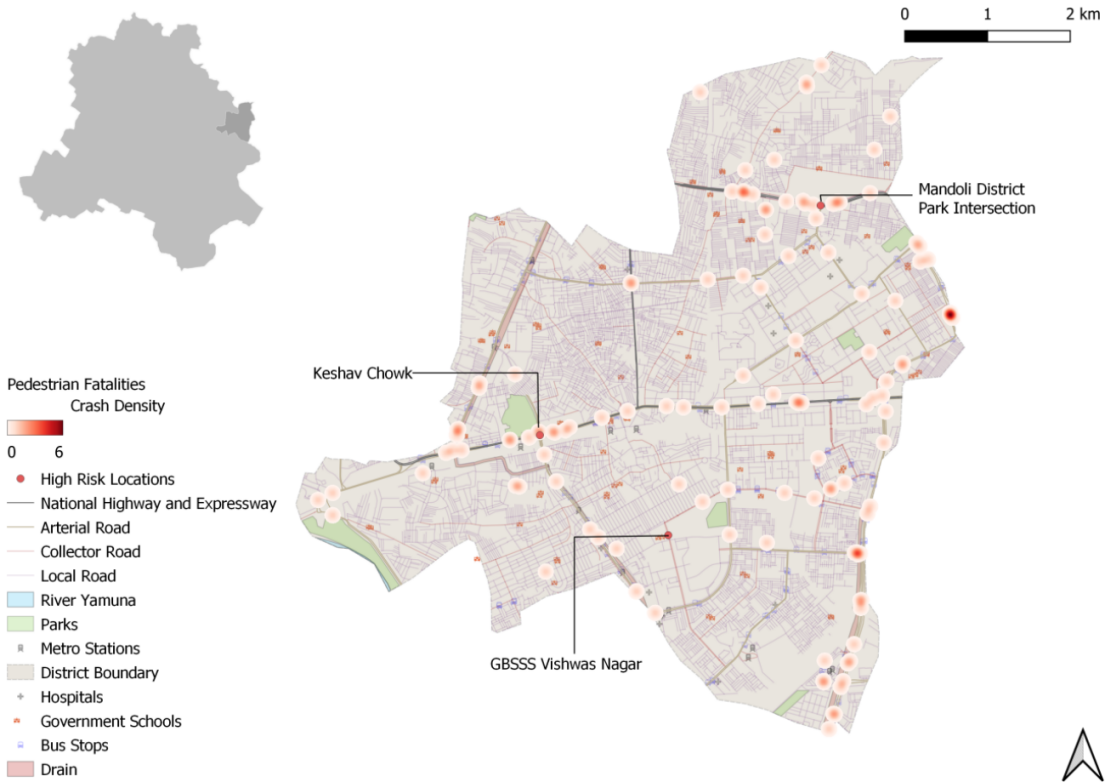 0 1 2 km
Mandoli District
Park Intersection
Keshav Chowk
Pedestrian Fatalities
Crash Density
0 6
High Risk Locations
National Highway and Expressway
Arterial Road
Collector Road
Local Road
River Yamuna
Parks
Metro Stations
District Boundary
Hospitals
Government Schools
Bus Stops
Drain
GBSSS Vishwas Nagar